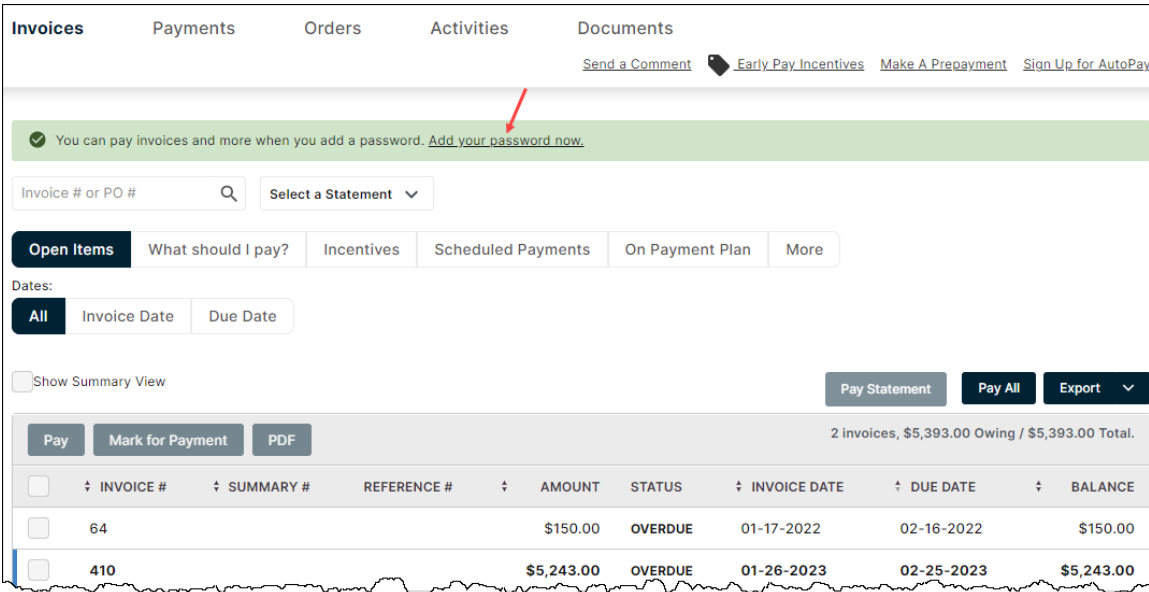 Invoices Payments Orders Activities Documents
Send a Comment Early Pay Incentives Make A Prepayment Sign Up for AutoPay
You can pay invoices and more when you add a password. Add your password now.
Invoice # or PO # Select a Statement
Open Items What should I pay? Incentives Scheduled Payments On Payment Plan More
Dates:
All Invoice Date Due Date
Show Summary View Pay Statement Pay All Export
Pay Mark for Payment PDF 2 invoices, $5,393.00 Owing / $5,393.00 Total.
INVOICE # SUMMARY # REFERENCE # AMOUNT STATUS INVOICE DATE DUE DATE BALANCE
64 $150.00 OVERDUE 01-17-2022 02-16-2022 $150.00
410 $5,243.00 OVERDUE 01-26-2023 02-25-2023 $5,243.00